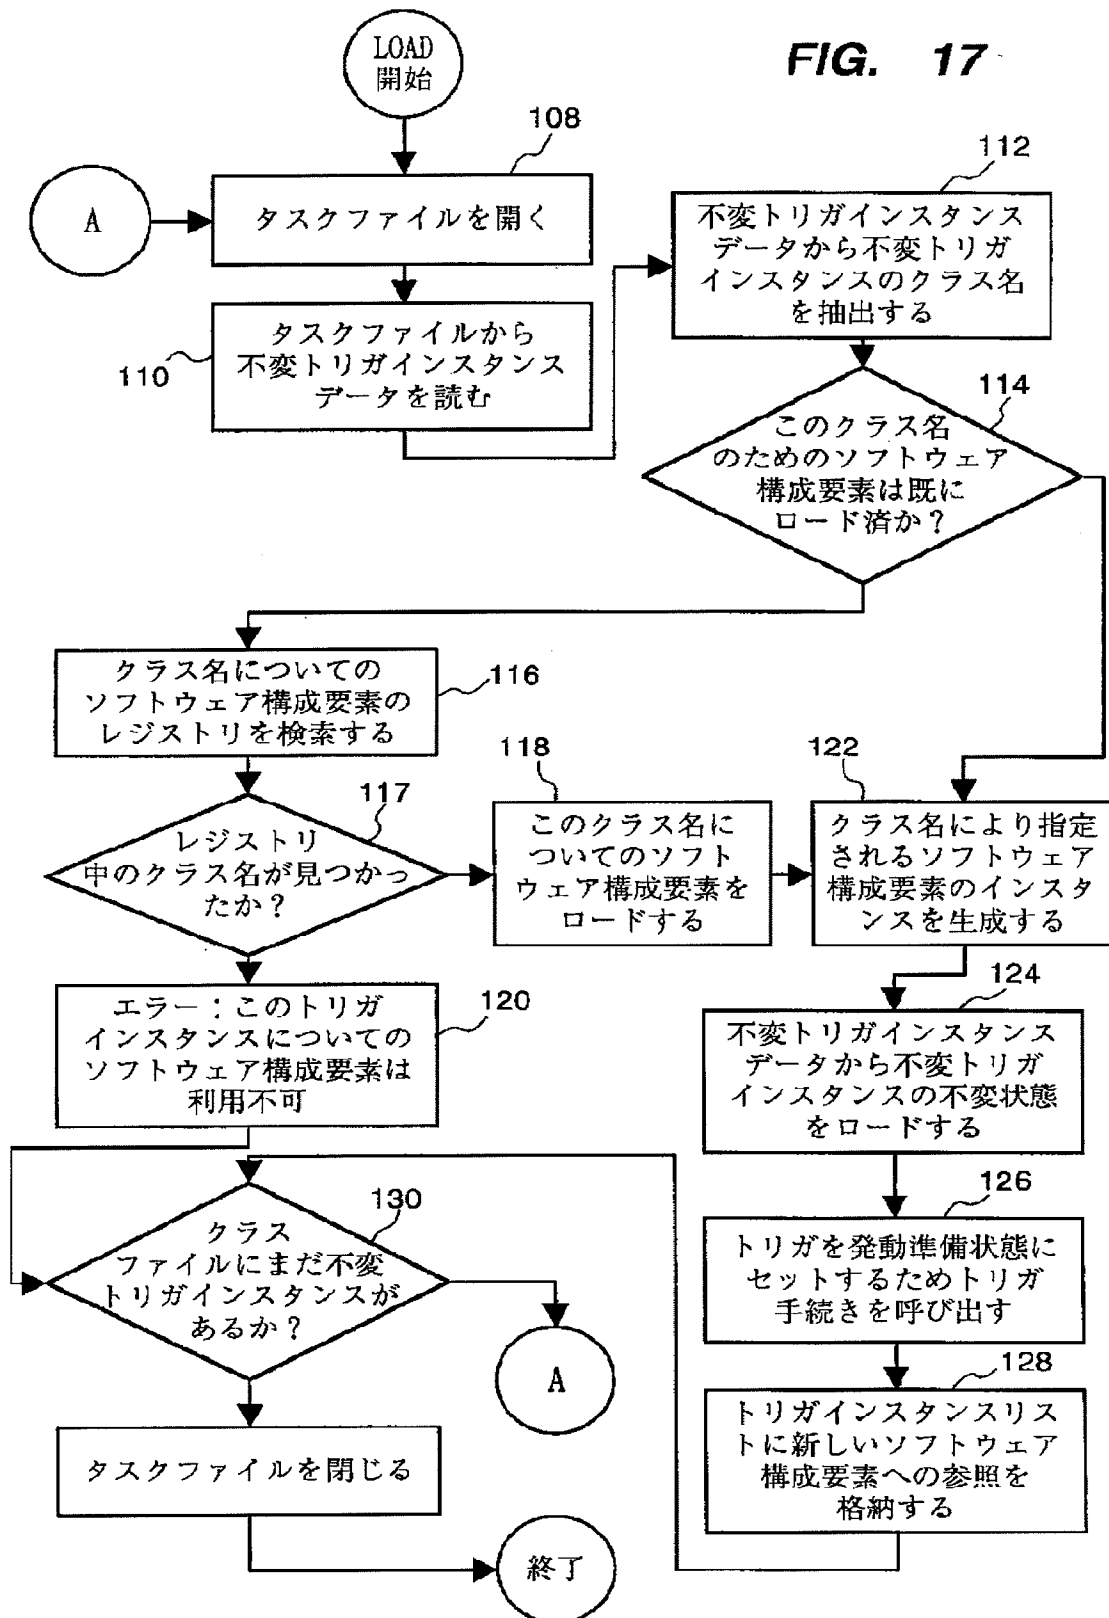 FIG. 17
LOAD
開始
108
A
タスクファイルを開く
110
タスクファイルから
不変トリガインスタンス
データを読む
112
不変トリガインスタンス
データから不変トリガ
インスタンスのクラス名
を抽出する
114
このクラス名
のためのソフトウェア
構成要素は既に
ロード済か?
116
クラス名についての
ソフトウェア構成要素の
レジストリを検索する
117
レジストリ
中のクラス名が見つかっ
たか?
118
このクラス名に
ついてのソフト
ウェア構成要素を
ロードする
122
クラス名により指定
されるソフトウェア
構成要素のインスタ
ンスを生成する
120
エラー:このトリガ
インスタンスについての
ソフトウェア構成要素は
利用不可
124
不変トリガインスタンス
データから不変トリガ
インスタンスの不変状態
をロードする
126
トリガを発動準備状態に
セットするためトリガ
手続きを呼び出す
128
トリガインスタンスリス
トに新しいソフトウェア
構成要素への参照を
格納する
130
クラス
ファイルにまだ不変
トリガインスタンスが
あるか?
A
タスクファイルを閉じる
終了